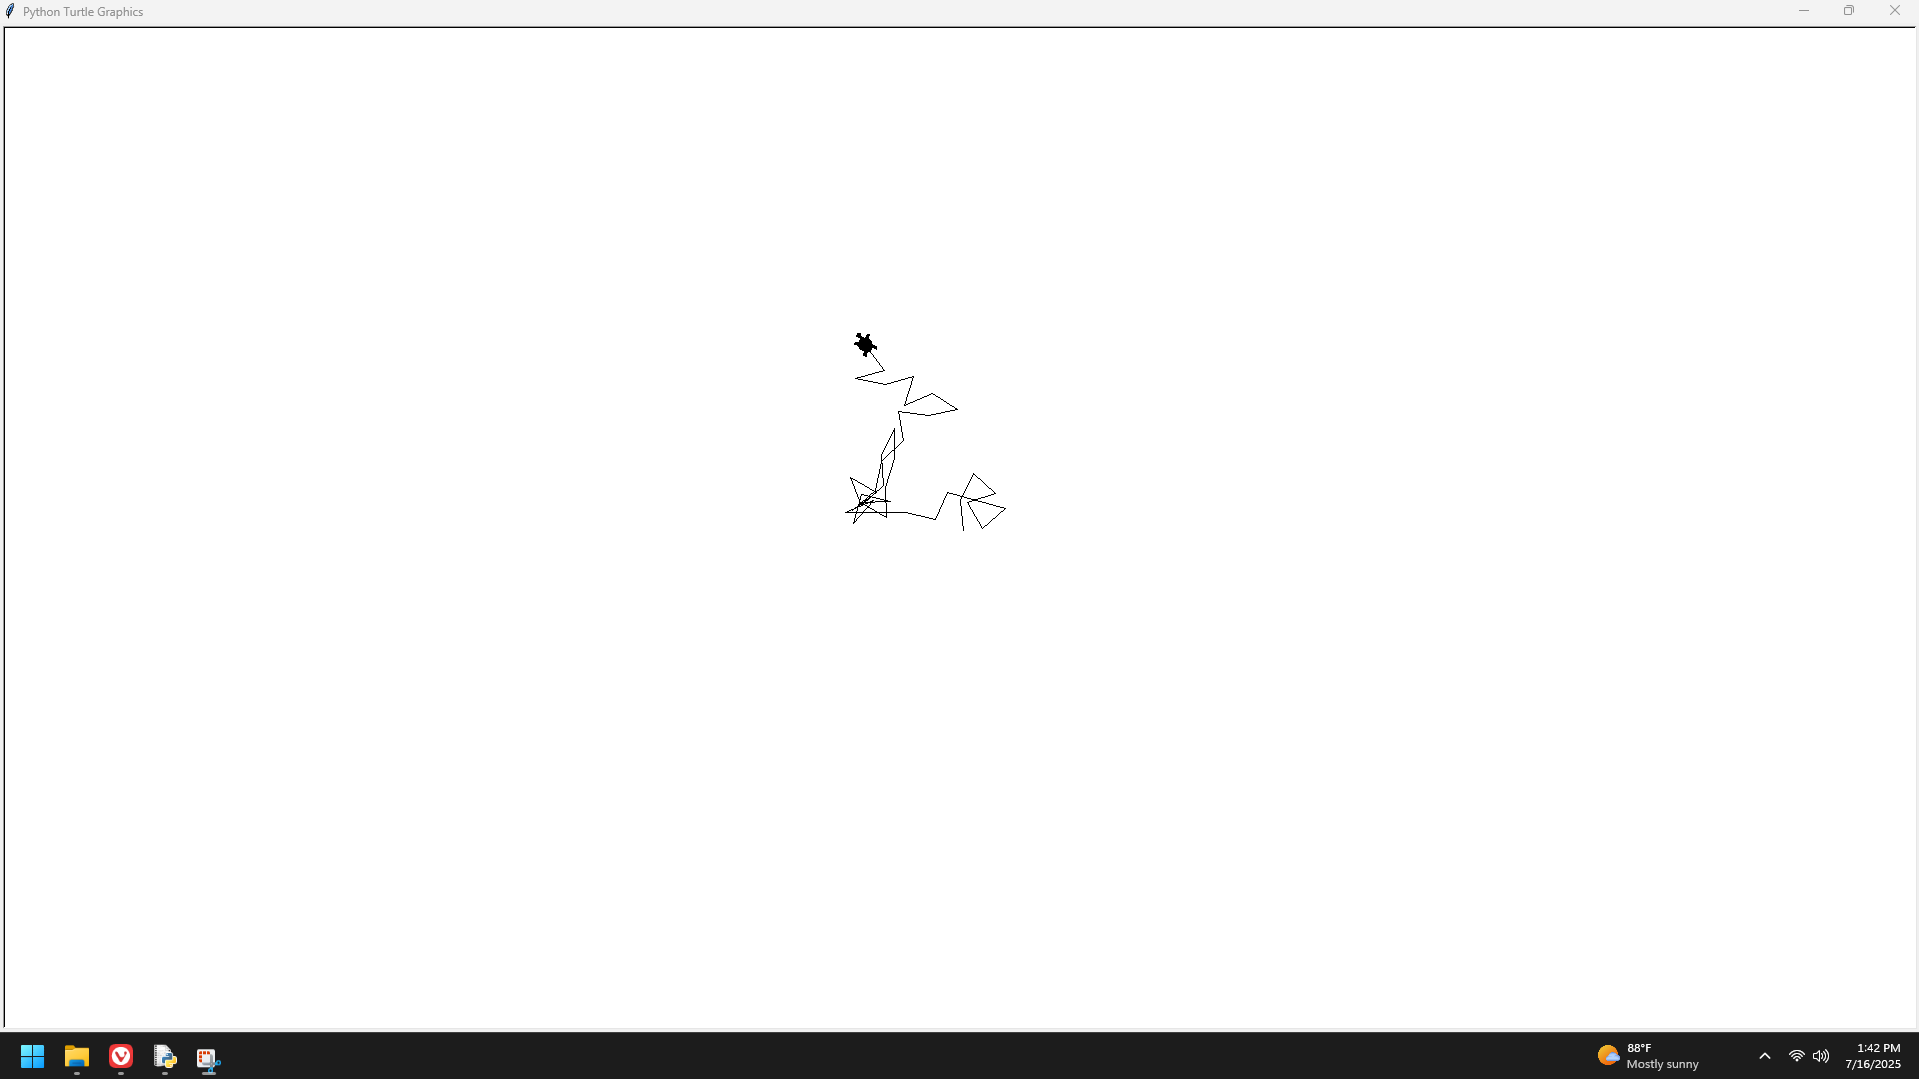 Python Turtle Graphics
88°F
Mostly sunny
1:42 PM
7/16/2025